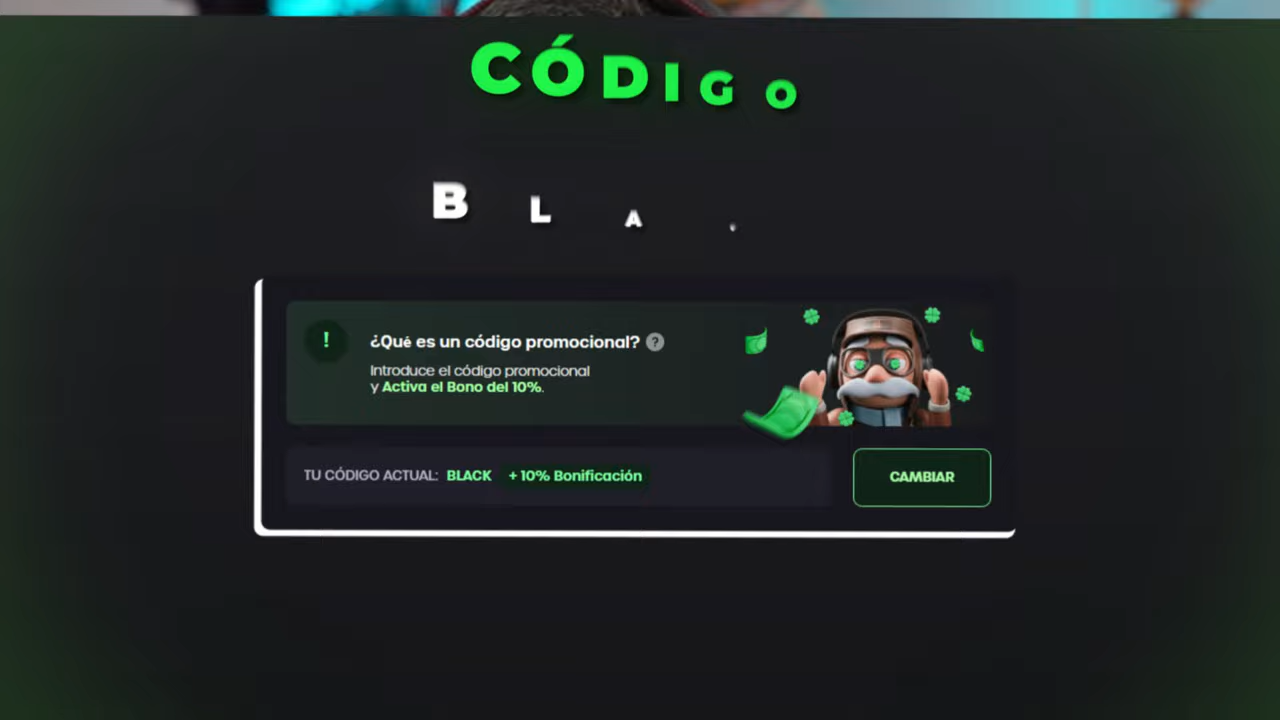 CÓDIGO
BLA
¿Qué es un código promocional? ?
!
Introduce el código promocional
y Activa el Bono del 10%.
TU CÓDIGO ACTUAL: BLACK + 10% Bonificación
CAMBIAR